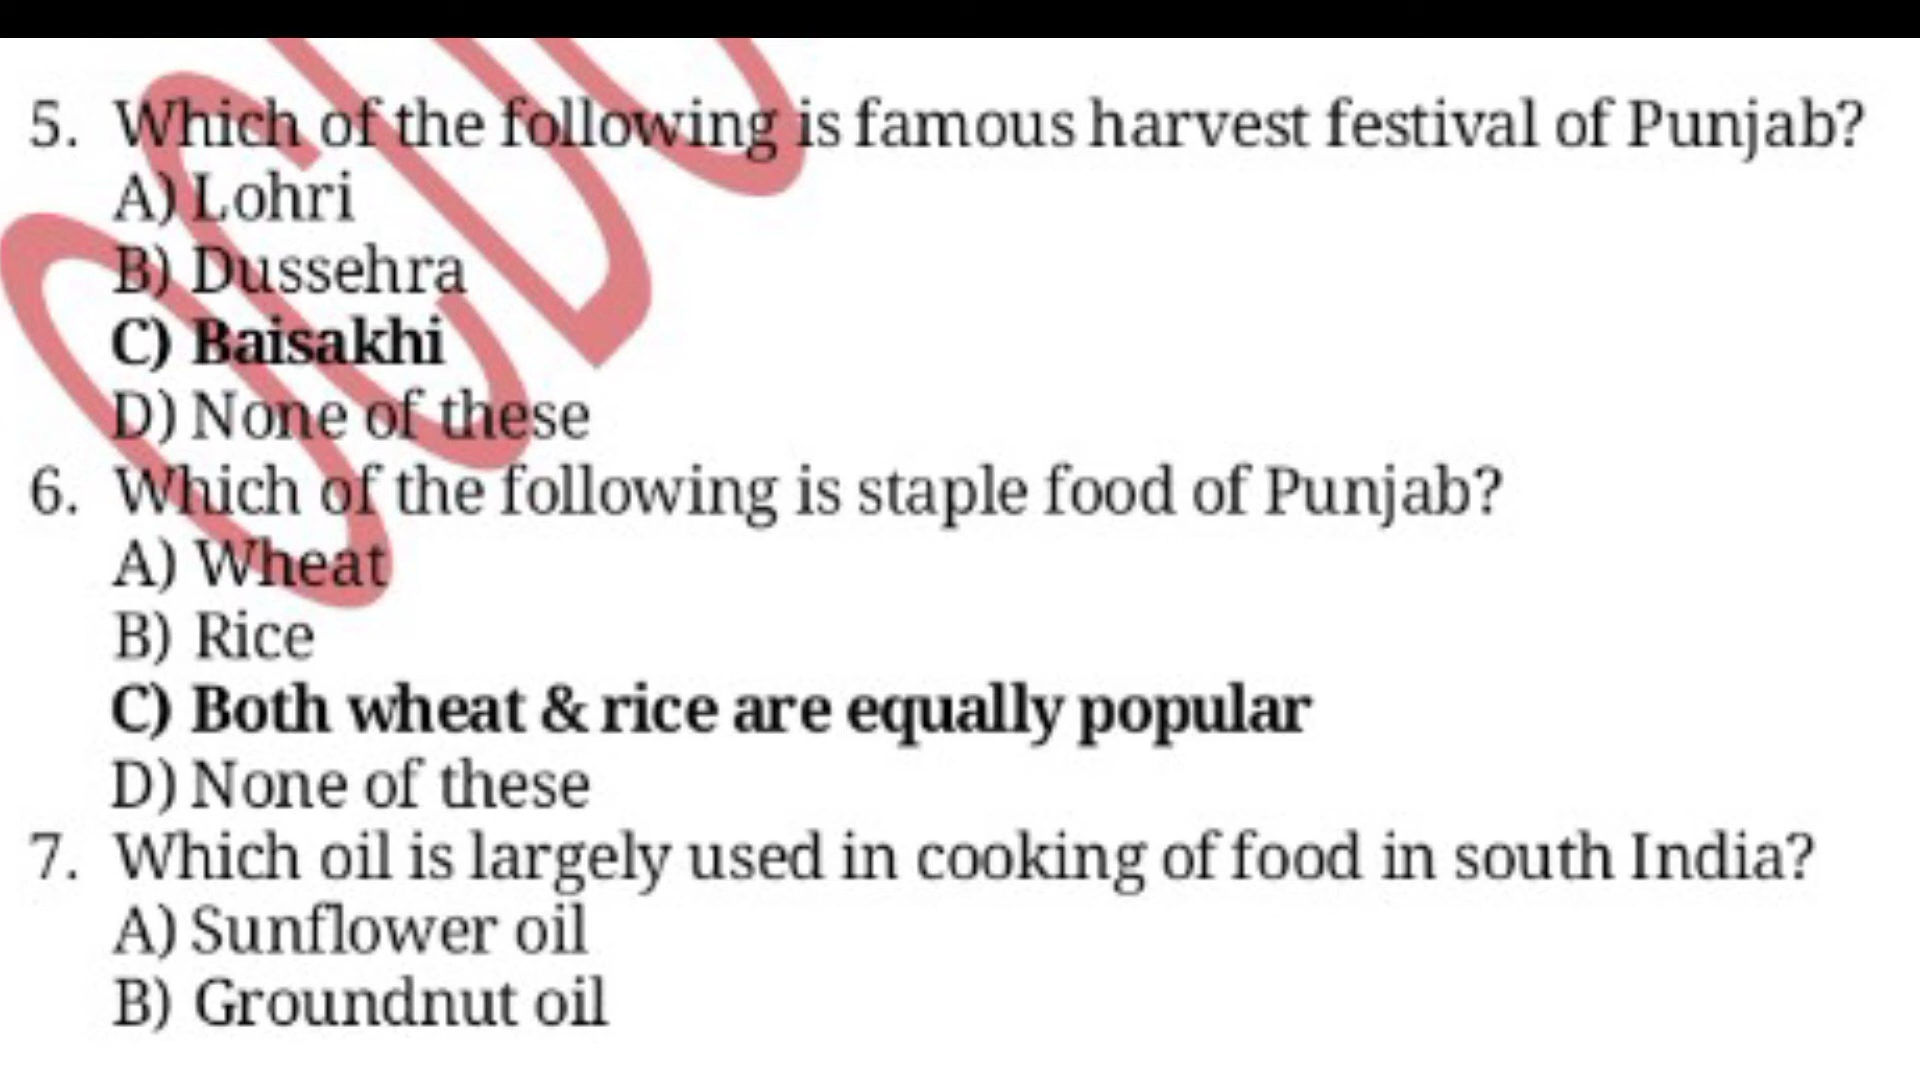 5. Which of the following is famous harvest festival of Punjab?
A) Lohri
B) Dussehra
C) Baisakhi
D) None of these
6. Which of the following is staple food of Punjab?
A) Wheat
B) Rice
C) Both wheat & rice are equally popular
D) None of these
7. Which oil is largely used in cooking of food in south India?
A) Sunflower oil
B) Groundnut oil